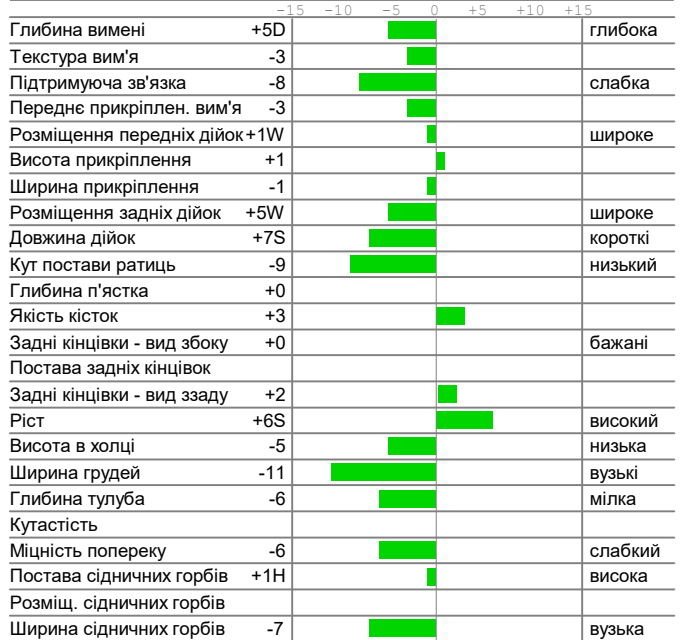 -15 -10 -5 0 +5 +10 +15
Глибина вимені +5D глибока
Текстура вим'я -3
Підтримуюча зв'язка -8 слабка
Переднє прикріплен. вим'я -3
Розміщення передніх дійок +1W широке
Висота прикріплення +1
Ширина прикріплення -1
Розміщення задніх дійок +5W широке
Довжина дійок +7S короткі
Кут постави ратиць -9 низький
Глибина п'ястка +0
Якість кісток +3
Задні кінцівки - вид збоку +0 бажані
Постава задніх кінцівок
Задні кінцівки - вид ззаду +2
Ріст +6S високий
Висота в холці -5 низька
Ширина грудей -11 вузькі
Глибина тулуба -6 мілка
Кутастість
Міцність попереку -6 слабкий
Постава сідничних горбів +1H висока
Розміщ. сідничних горбів
Ширина сідничних горбів -7 вузька